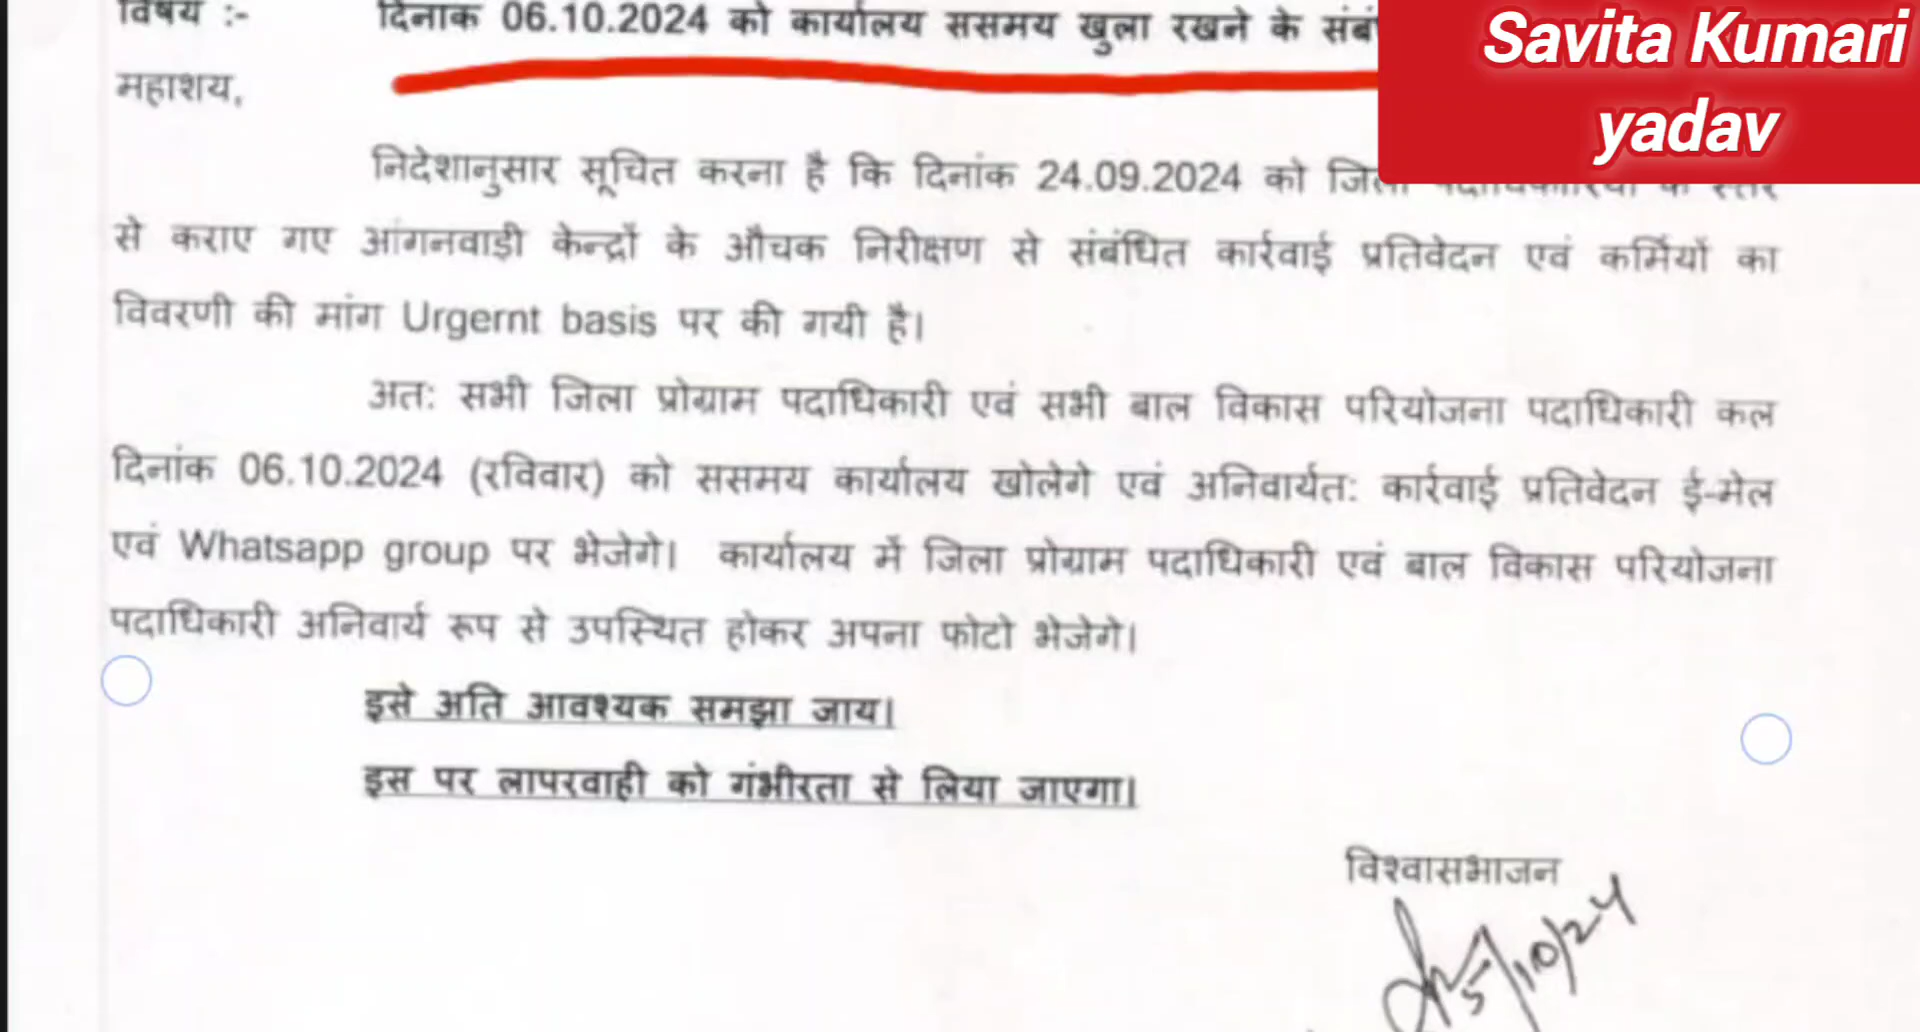 विषय :- दिनांक 06.10.2024 को कार्यालय ससमय खुला रखने के
Savita Kumari
yadav
महाशय,
निदेशानुसार सूचित करना है कि दिनांक 24.09.2024 को
से कराए गए आंगनवाड़ी केन्द्रों के औचक निरीक्षण से संबंधित कार्रवाई प्रतिवेदन एवं कर्मियों का
विवरणी की मांग Urgernt basis पर की गयी है।
अतः सभी जिला प्रोग्राम पदाधिकारी एवं सभी बाल विकास परियोजना पदाधिकारी कल
दिनांक 06.10.2024 (रविवार) को ससमय कार्यालय खोलेगे एवं अनिवार्यतः कार्रवाई प्रतिवेदन ई-मेल
एवं Whatsapp group पर भेजेगे। कार्यालय में जिला प्रोग्राम पदाधिकारी एवं बाल विकास परियोजना
पदाधिकारी अनिवार्य रूप से उपस्थित होकर अपना फोटो भेजेगे।
इसे अति आवश्यक समझा जाय।
इस पर लापरवाही को गंभीरता से लिया जाएगा।
विश्वासभाजन
5/10/24